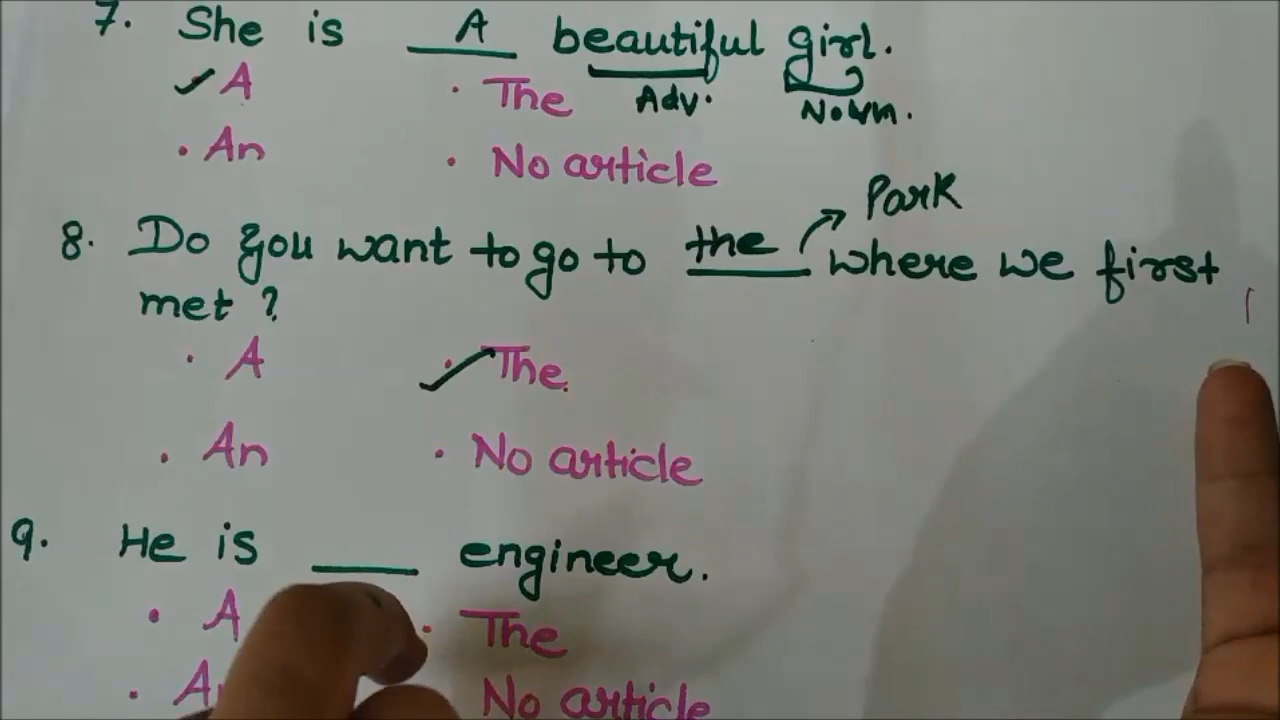 7. She is A beautiful girl.
Adv. Noun.
✓ A · The
· An · No article
Park
8. Do you want to go to the where we first
met ?
· A ✓ The
· An · No article
9. He is ___ engineer.
· A · The
· No article